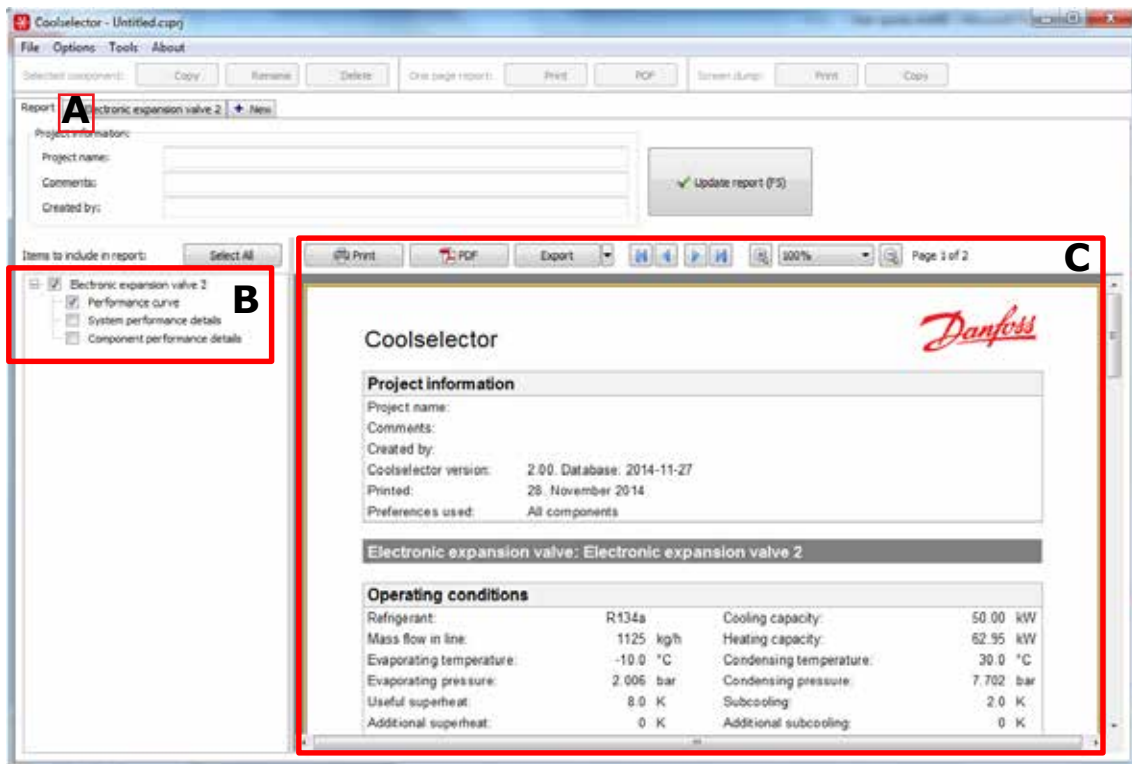 Coolselector - Untitled.csprj
File Options Tools About
Selected component: Copy Rename Delete One page report: Print PDF Screen dump: Print Copy
Report A Electronic expansion valve 2 + New
Project information:
Project name:
Comments:
Created by:
Update report (F5)
Items to include in report: Select All
Print PDF Export 100% Page 1 of 2 C
Electronic expansion valve 2
Performance curve
System performance details
Component performance details
B
Coolselector
Danfoss
Project information
Project name:
Comments:
Created by:
Coolselector version: 2.00. Database: 2014-11-27
Printed: 28. November 2014
Preferences used: All components
Electronic expansion valve: Electronic expansion valve 2
Operating conditions
Refrigerant: R134a Cooling capacity: 50.00 kW
Mass flow in line: 1125 kg/h Heating capacity: 62.95 kW
Evaporating temperature: -10.0 °C Condensing temperature: 30.0 °C
Evaporating pressure: 2.006 bar Condensing pressure: 7.702 bar
Useful superheat: 8.0 K Subcooling: 2.0 K
Additional superheat: 0 K Additional subcooling: 0 K